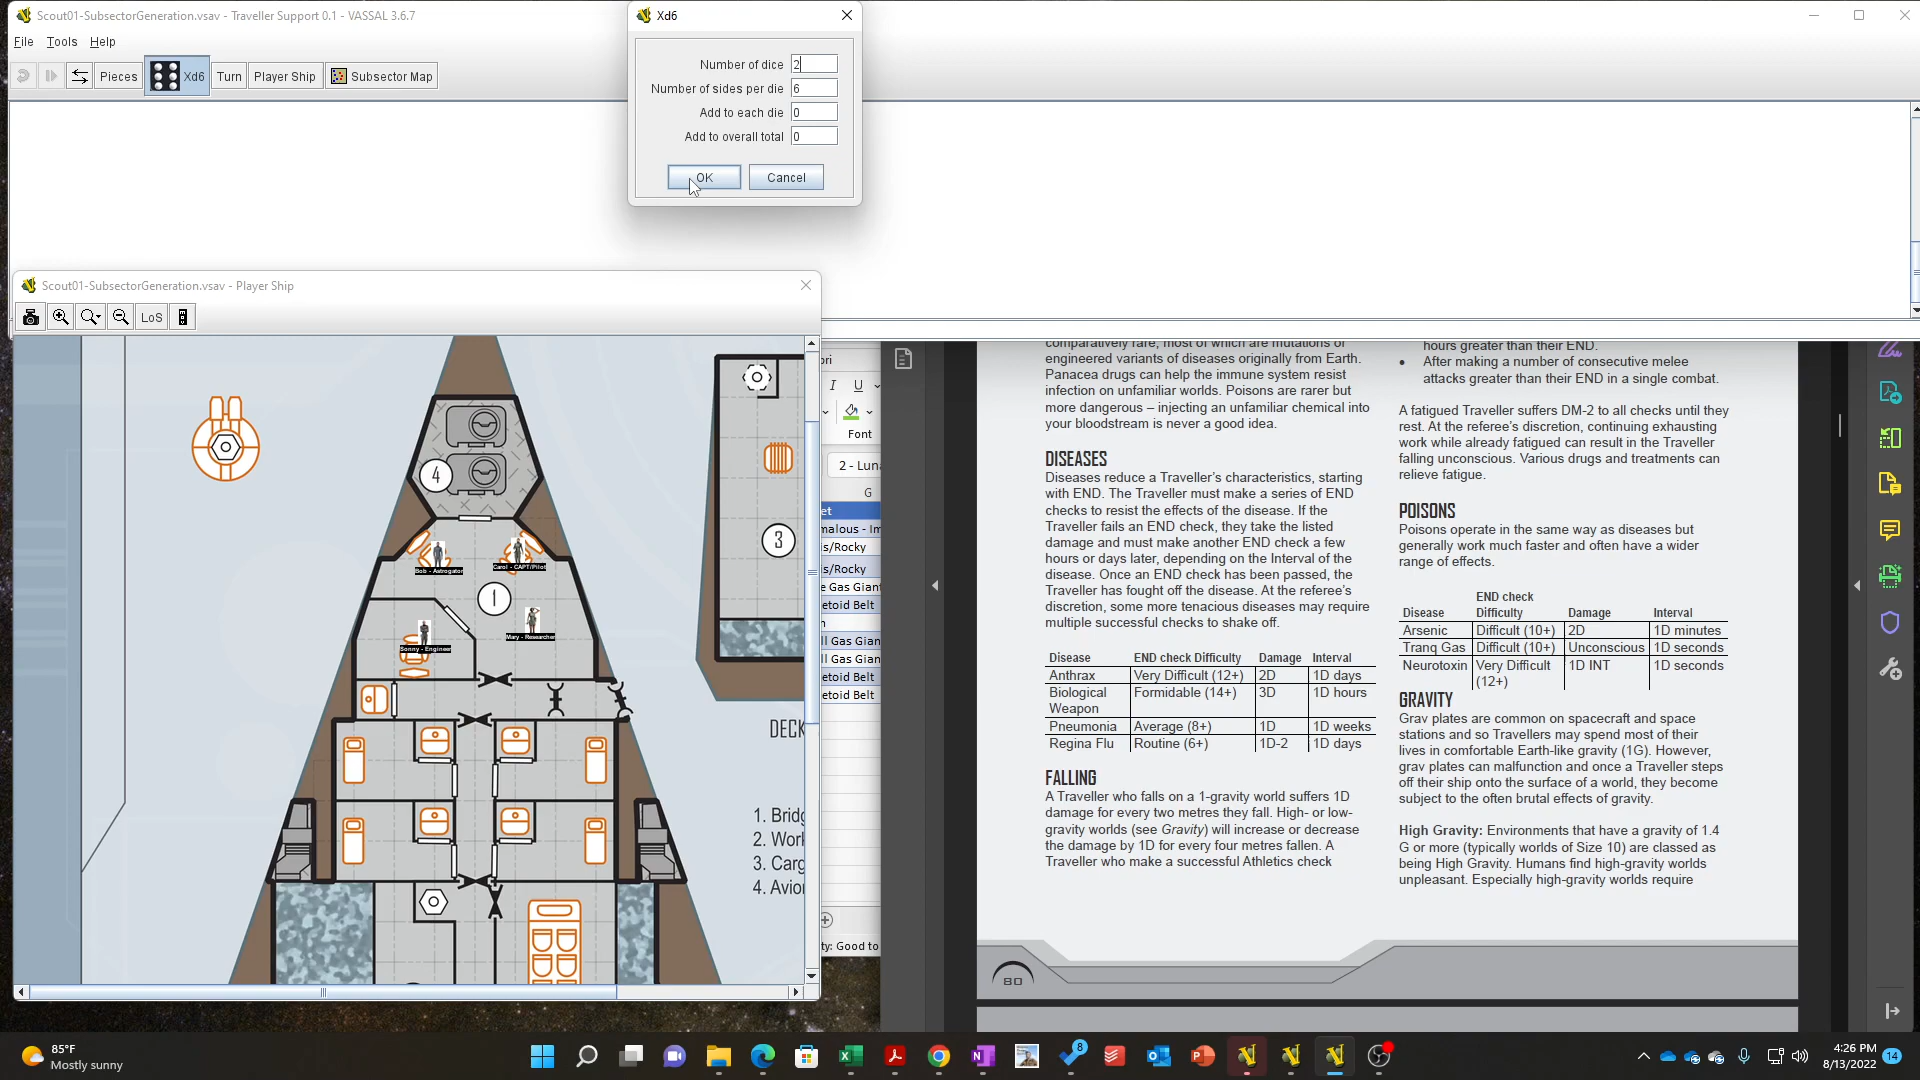 Scout01-SubsectorGeneration.vsav - Traveller Support 0.1 - VASSAL 3.6.7
File Tools Help
Pieces Xd6 Turn Player Ship Subsector Map
Xd6
Number of dice 2
Number of sides per die 6
Add to each die 0
Add to overall total 0
OK Cancel
Scout01-SubsectorGeneration.vsav - Player Ship
LoS
4
Bob - Astrogator
Carol - CAPT/Pilot
1
Mary - Researcher
Sonny - Engineer
3
DECK
1. Bridg
2. Work
3. Carg
4. Avion
I U
Font
2 - Luna
G
et
malous - Im
is/Rocky
is/Rocky
e Gas Giant
etoid Belt
n
ll Gas Gian
ll Gas Gian
etoid Belt
etoid Belt
ty: Good to
comparatively rare, most of which are mutations or
engineered variants of diseases originally from Earth.
Panacea drugs can help the immune system resist
infection on unfamiliar worlds. Poisons are rarer but
more dangerous – injecting an unfamiliar chemical into
your bloodstream is never a good idea.
DISEASES
Diseases reduce a Traveller's characteristics, starting
with END. The Traveller must make a series of END
checks to resist the effects of the disease. If the
Traveller fails an END check, they take the listed
damage and must make another END check a few
hours or days later, depending on the Interval of the
disease. Once an END check has been passed, the
Traveller has fought off the disease. At the referee's
discretion, some more tenacious diseases may require
multiple successful checks to shake off.
Disease END check Difficulty Damage Interval
Anthrax Very Difficult (12+) 2D 1D days
Biological Weapon Formidable (14+) 3D 1D hours
Pneumonia Average (8+) 1D 1D weeks
Regina Flu Routine (6+) 1D-2 1D days
FALLING
A Traveller who falls on a 1-gravity world suffers 1D
damage for every two metres they fall. High- or low-
gravity worlds (see Gravity) will increase or decrease
the damage by 1D for every four metres fallen. A
Traveller who make a successful Athletics check
hours greater than their END.
• After making a number of consecutive melee
attacks greater than their END in a single combat.
A fatigued Traveller suffers DM-2 to all checks until they
rest. At the referee's discretion, continuing exhausting
work while already fatigued can result in the Traveller
falling unconscious. Various drugs and treatments can
relieve fatigue.
POISONS
Poisons operate in the same way as diseases but
generally work much faster and often have a wider
range of effects.
Disease END check Difficulty Damage Interval
Arsenic Difficult (10+) 2D 1D minutes
Tranq Gas Difficult (10+) Unconscious 1D seconds
Neurotoxin Very Difficult (12+) 1D INT 1D seconds
GRAVITY
Grav plates are common on spacecraft and space
stations and so Travellers may spend most of their
lives in comfortable Earth-like gravity (1G). However,
grav plates can malfunction and once a Traveller steps
off their ship onto the surface of a world, they become
subject to the often brutal effects of gravity.
High Gravity: Environments that have a gravity of 1.4
G or more (typically worlds of Size 10) are classed as
being High Gravity. Humans find high-gravity worlds
unpleasant. Especially high-gravity worlds require
80
85°F
Mostly sunny
8
4:26 PM
8/13/2022
14